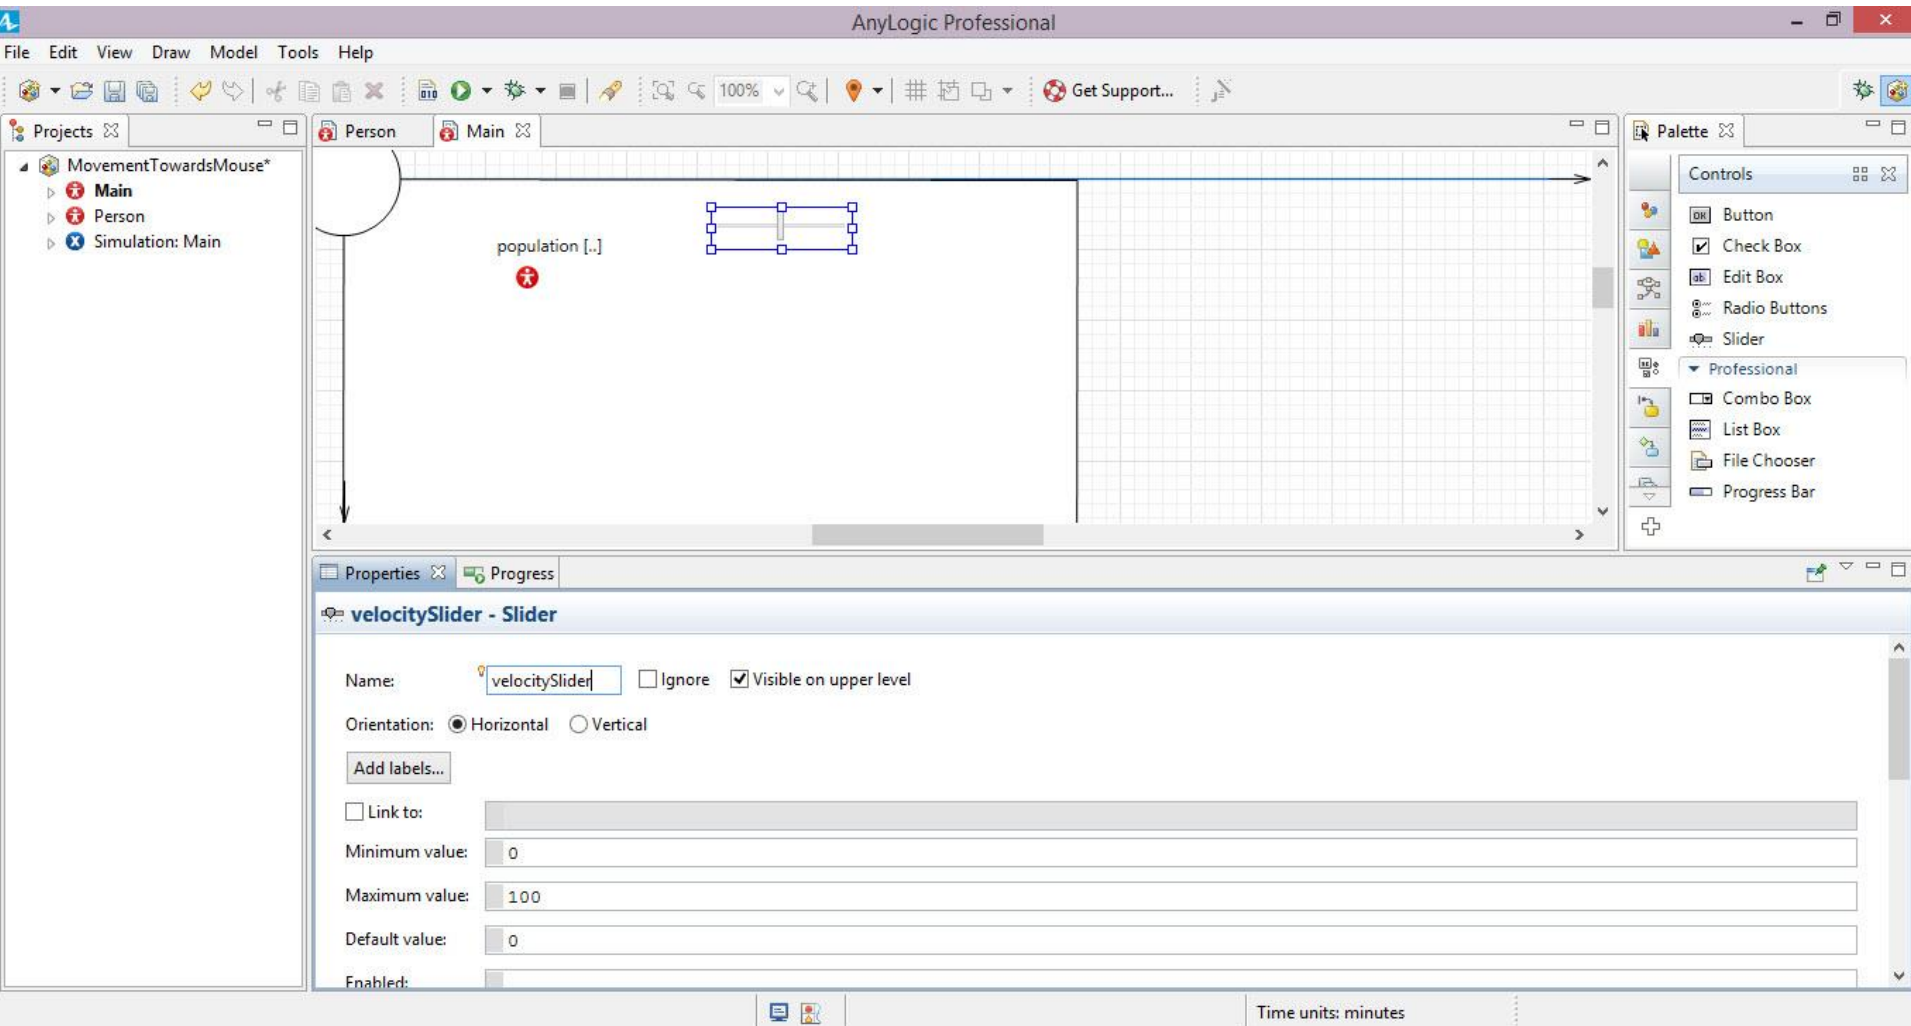 AnyLogic Professional
File Edit View Draw Model Tools Help
100% Get Support...
Projects
MovementTowardsMouse*
Main
Person
Simulation: Main
Person Main
population [..]
Palette
Controls
Button
Check Box
Edit Box
Radio Buttons
Slider
Professional
Combo Box
List Box
File Chooser
Progress Bar
Properties Progress
velocitySlider - Slider
Name: velocitySlider Ignore Visible on upper level
Orientation: Horizontal Vertical
Add labels...
Link to:
Minimum value: 0
Maximum value: 100
Default value: 0
Enabled:
Time units: minutes